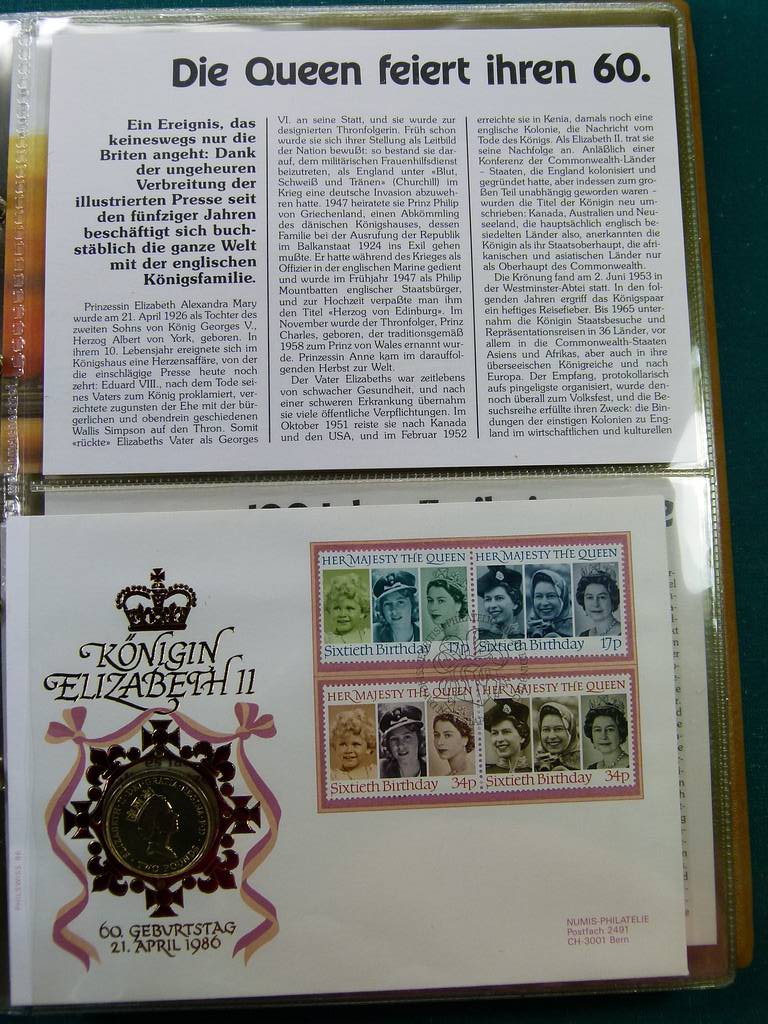 Die Queen feiert ihren 60.
Ein Ereignis, das
keineswegs nur die
Briten angeht: Dank
der ungeheuren
Verbreitung der
illustrierten Presse seit
den fünfziger Jahren
beschäftigt sich buch-
stäblich die ganze Welt
mit der englischen
Königsfamilie.
Prinzessin Elizabeth Alexandra Mary
wurde am 21. April 1926 als Tochter des
zweiten Sohns von König Georges V.,
Herzog Albert von York, geboren. In
ihrem 10. Lebensjahr ereignete sich im
Königshaus eine Herzensaffäre, von der
die einschlägige Presse heute noch
zehrt: Eduard VIII., nach dem Tode sei-
nes Vaters zum König proklamiert, ver-
zichtete zugunsten der Ehe mit der bür-
gerlichen und obendrein geschiedenen
Wallis Simpson auf den Thron. Somit
«rückte» Elizabeths Vater als Georges
VI. an seine Statt, und sie wurde zur
designierten Thronfolgerin. Früh schon
wurde sie sich ihrer Stellung als Leitbild
der Nation bewußt: so bestand sie dar-
auf, dem militärischen Frauenhilfsdienst
beizutreten, als England unter «Blut,
Schweiß und Tränen» (Churchill) im
Krieg eine deutsche Invasion abzuweh-
ren hatte. 1947 heiratete sie Prinz Philip
von Griechenland, einen Abkömmling
des dänischen Königshauses, dessen
Familie bei der Ausrufung der Republik
im Balkanstaat 1924 ins Exil gehen
mußte. Er hatte während des Krieges als
Offizier in der englischen Marine gedient
und wurde im Frühjahr 1947 als Philip
Mountbatten englischer Staatsbürger,
und zur Hochzeit verpaßte man ihm
den Titel «Herzog von Edinburg». Im
November wurde der Thronfolger, Prinz
Charles, geboren, der traditionsgemäß
1958 zum Prinz von Wales ernannt wur-
de. Prinzessin Anne kam im darauffol-
genden Herbst zur Welt.
Der Vater Elizabeths war zeitlebens
von schwacher Gesundheit, und nach
einer schweren Erkrankung übernahm
sie viele öffentliche Verpflichtungen. Im
Oktober 1951 reiste sie nach Kanada
und den USA, und im Februar 1952
erreichte sie in Kenia, damals noch eine
englische Kolonie, die Nachricht vom
Tode des Königs. Als Elizabeth II. trat sie
seine Nachfolge an. Anläßlich einer
Konferenz der Commonwealth-Länder
– Staaten, die England kolonisiert und
gegründet hatte, aber indessen zum gro-
ßen Teil unabhängig geworden waren –
wurden die Titel der Königin neu um-
schrieben: Kanada, Australien und Neu-
seeland, die hauptsächlich englisch be-
siedelten Länder also, anerkannten die
Königin als ihr Staatsoberhaupt, die afri-
kanischen und asiatischen Länder nur
als Oberhaupt des Commonwealth.
Die Krönung fand am 2. Juni 1953 in
der Westminster-Abtei statt. In den fol-
genden Jahren ergriff das Königspaar
ein heftiges Reisefieber. Bis 1965 unter-
nahm die Königin Staatsbesuche und
Repräsentationsreisen in 36 Länder, vor
allem in die Commonwealth-Staaten
Asiens und Afrikas, aber auch in ihre
überseeischen Königreiche und nach
Europa. Der Empfang, protokollarisch
aufs pingeligste organisiert, wurde den-
noch überall zum Volksfest, und die Be-
suchsreihe erfüllte ihren Zweck: die Bin-
dungen der einstigen Kolonien zu Eng-
land im wirtschaftlichen und kulturellen
KÖNIGIN
ELIZABETH II
TWO POUNDS
60. GEBURTSTAG
21. APRIL 1986
PHILSWISS 86
HER MAJESTY THE QUEEN HER MAJESTY THE QUEEN
Sixtieth Birthday 17p Sixtieth Birthday 17p
HER MAJESTY THE QUEEN HER MAJESTY THE QUEEN
Sixtieth Birthday 34p Sixtieth Birthday 34p
NUMIS-PHILATELIE
Postfach 2491
CH-3001 Bern